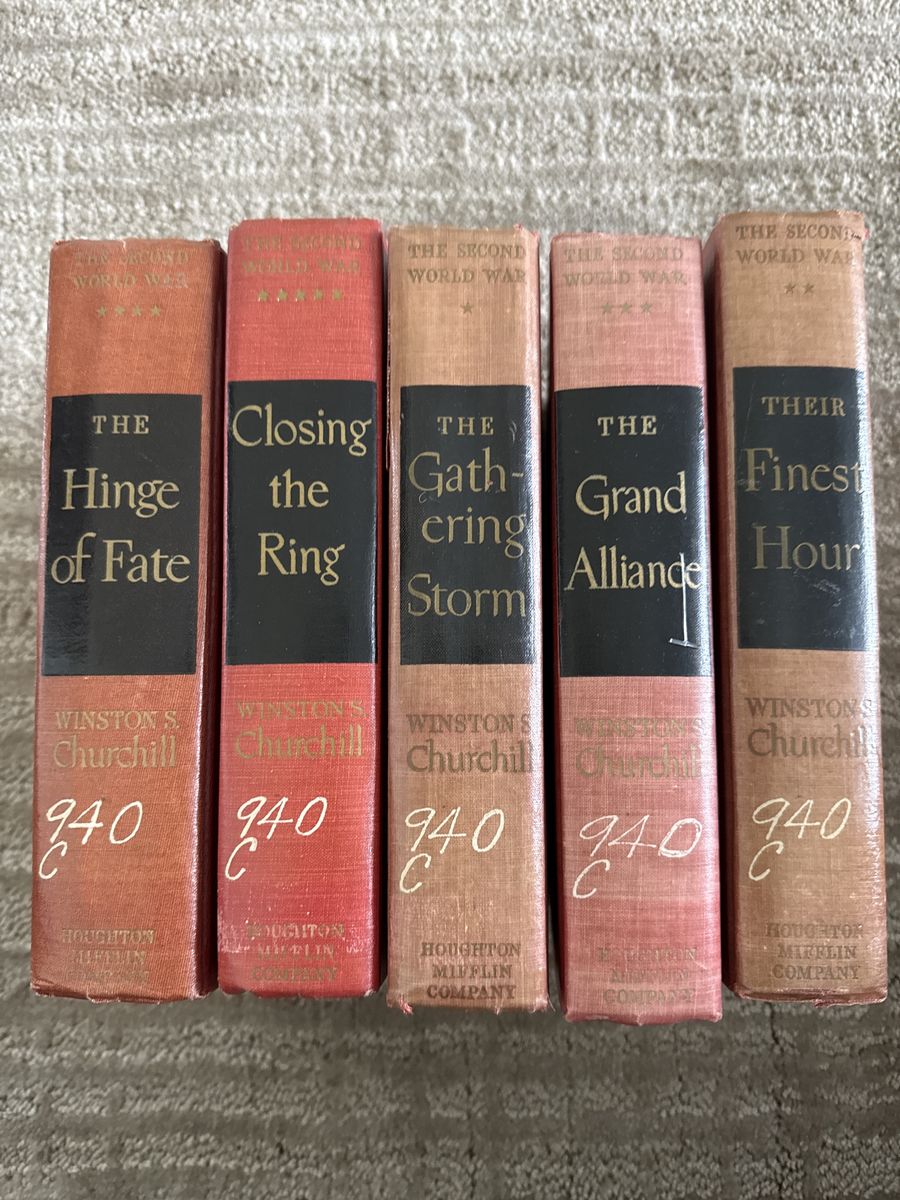 THE SECOND
WORLD WAR
★★★★
THE
Hinge
of Fate
WINSTON S.
Churchill
940
C
HOUGHTON
MIFFLIN
COMPANY
THE SECOND
WORLD WAR
★★★★★
Closing
the
Ring
WINSTON S.
Churchill
940
C
HOUGHTON
MIFFLIN
COMPANY
THE SECOND
WORLD WAR
★
THE
Gath-
ering
Storm
WINSTON S
Churchill
940
C
HOUGHTON
MIFFLIN
COMPANY
THE SECOND
WORLD WAR
★★★
THE
Grand
Alliance
WINSTON S
Churchill
940
C
HOUGHTON
MIFFLIN
COMPANY
THE SECOND
WORLD WAR
★★
THEIR
Finest
Hour
WINSTON S
Churchill
940
C
HOUGHTON
MIFFLIN
COMPANY